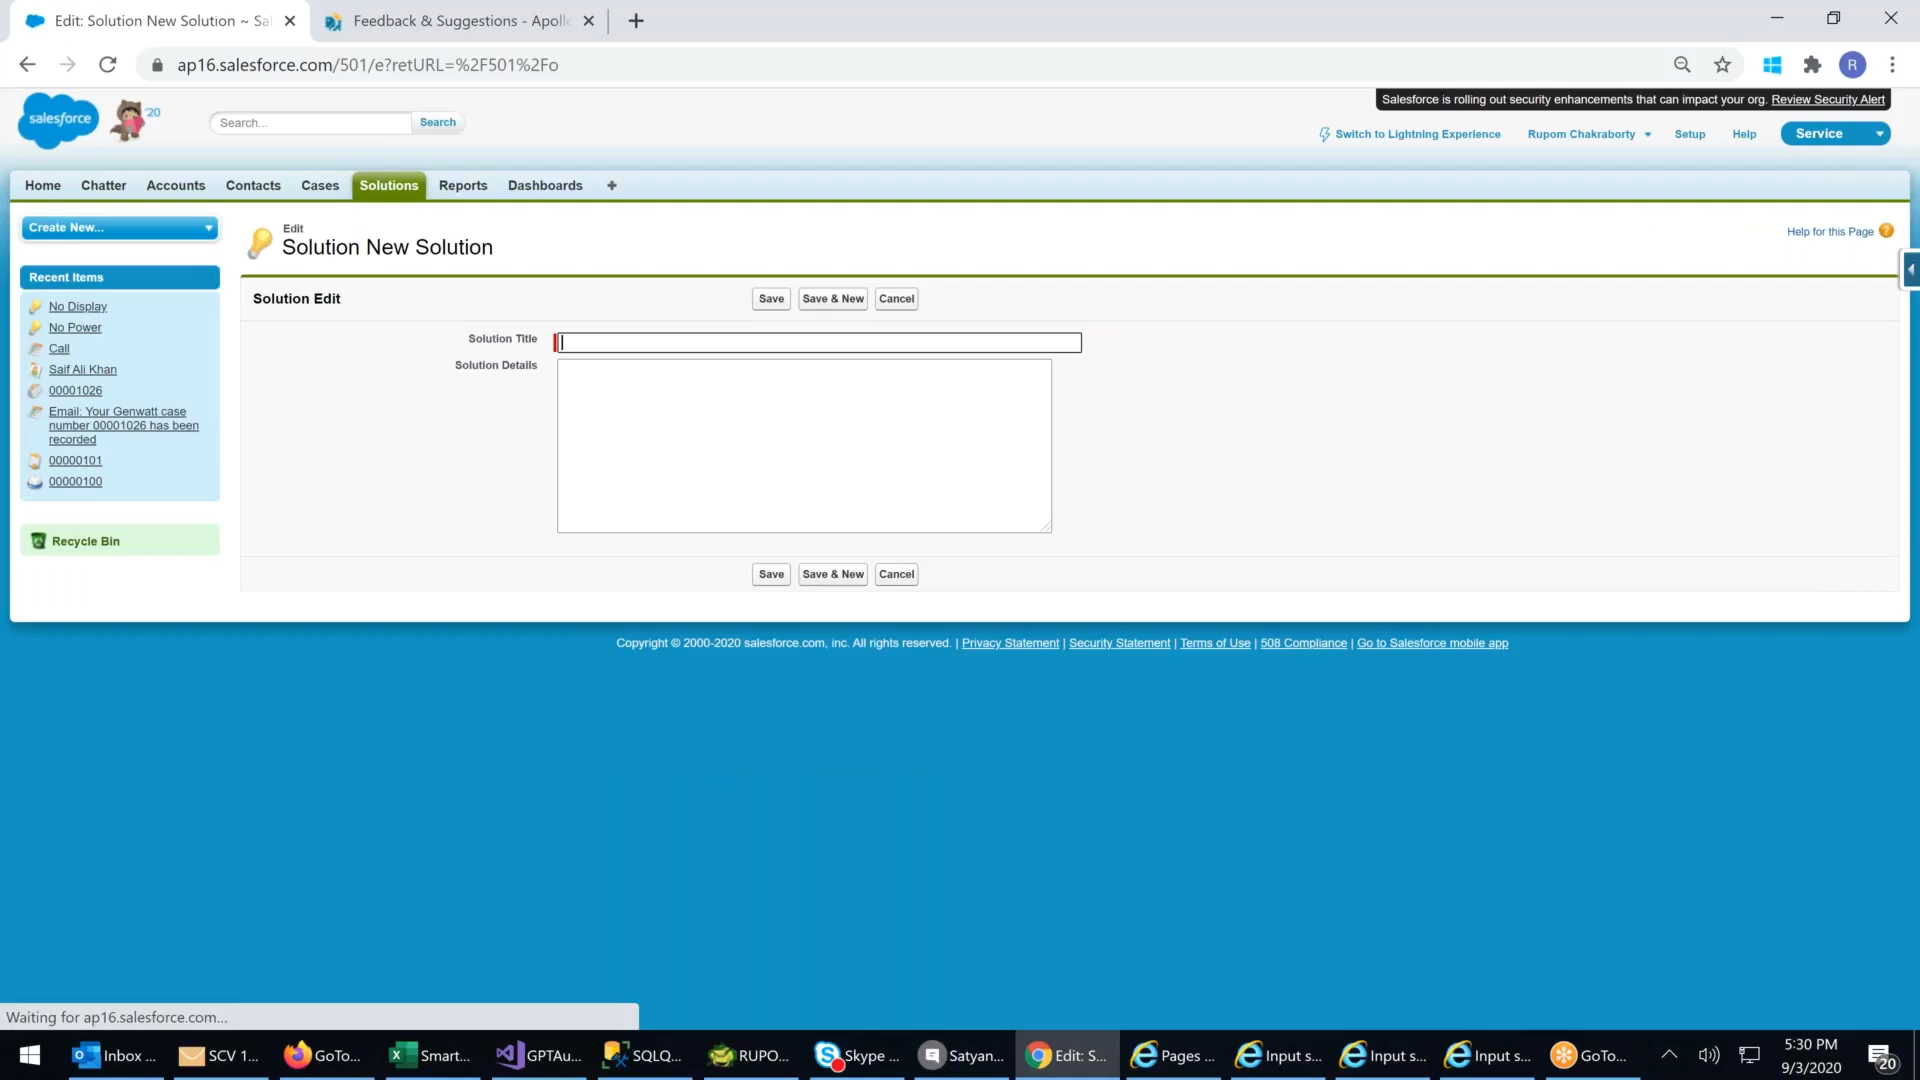 Edit: Solution New Solution ~ Sa
Feedback & Suggestions - Apoll
ap16.salesforce.com/501/e?retURL=%2F501%2Fo
R
Salesforce is rolling out security enhancements that can impact your org. Review Security Alert
salesforce
'20
Search...
Search
Switch to Lightning Experience
Rupom Chakraborty
Setup
Help
Service
Home
Chatter
Accounts
Contacts
Cases
Solutions
Reports
Dashboards
Create New...
Edit
Solution New Solution
Help for this Page
Recent Items
No Display
No Power
Call
Saif Ali Khan
00001026
Email: Your Genwatt case
number 00001026 has been
recorded
00000101
00000100
Recycle Bin
Solution Edit
Save
Save & New
Cancel
Solution Title
Solution Details
Save
Save & New
Cancel
Copyright © 2000-2020 salesforce.com, inc. All rights reserved. | Privacy Statement | Security Statement | Terms of Use | 508 Compliance | Go to Salesforce mobile app
Waiting for ap16.salesforce.com...
Inbox ...
SCV 1...
GoTo...
Smart...
GPTAu...
SQLQ...
RUPO...
Skype ...
Satyan...
Edit: S...
Pages ...
Input s...
Input s...
Input s...
GoTo...
5:30 PM
9/3/2020
20